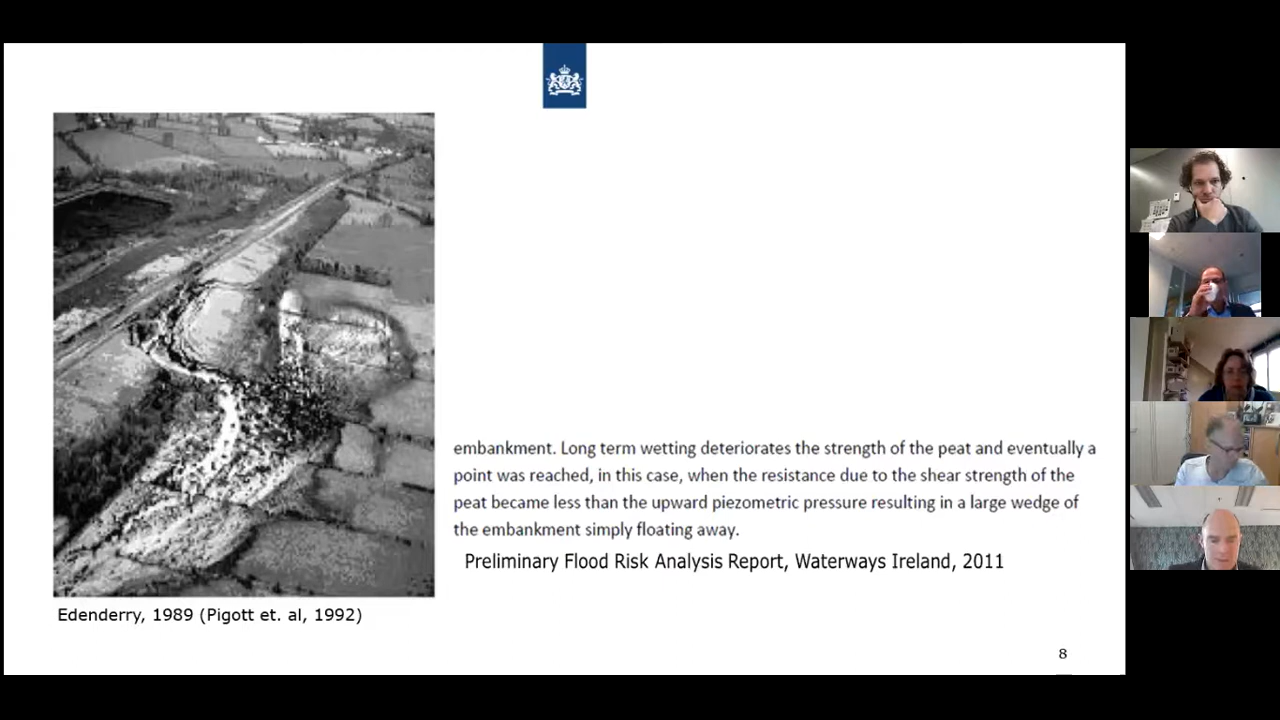 embankment. Long term wetting deteriorates the strength of the peat and eventually a
point was reached, in this case, when the resistance due to the shear strength of the
peat became less than the upward piezometric pressure resulting in a large wedge of
the embankment simply floating away.
Preliminary Flood Risk Analysis Report, Waterways Ireland, 2011
Edenderry, 1989 (Pigott et. al, 1992)
8